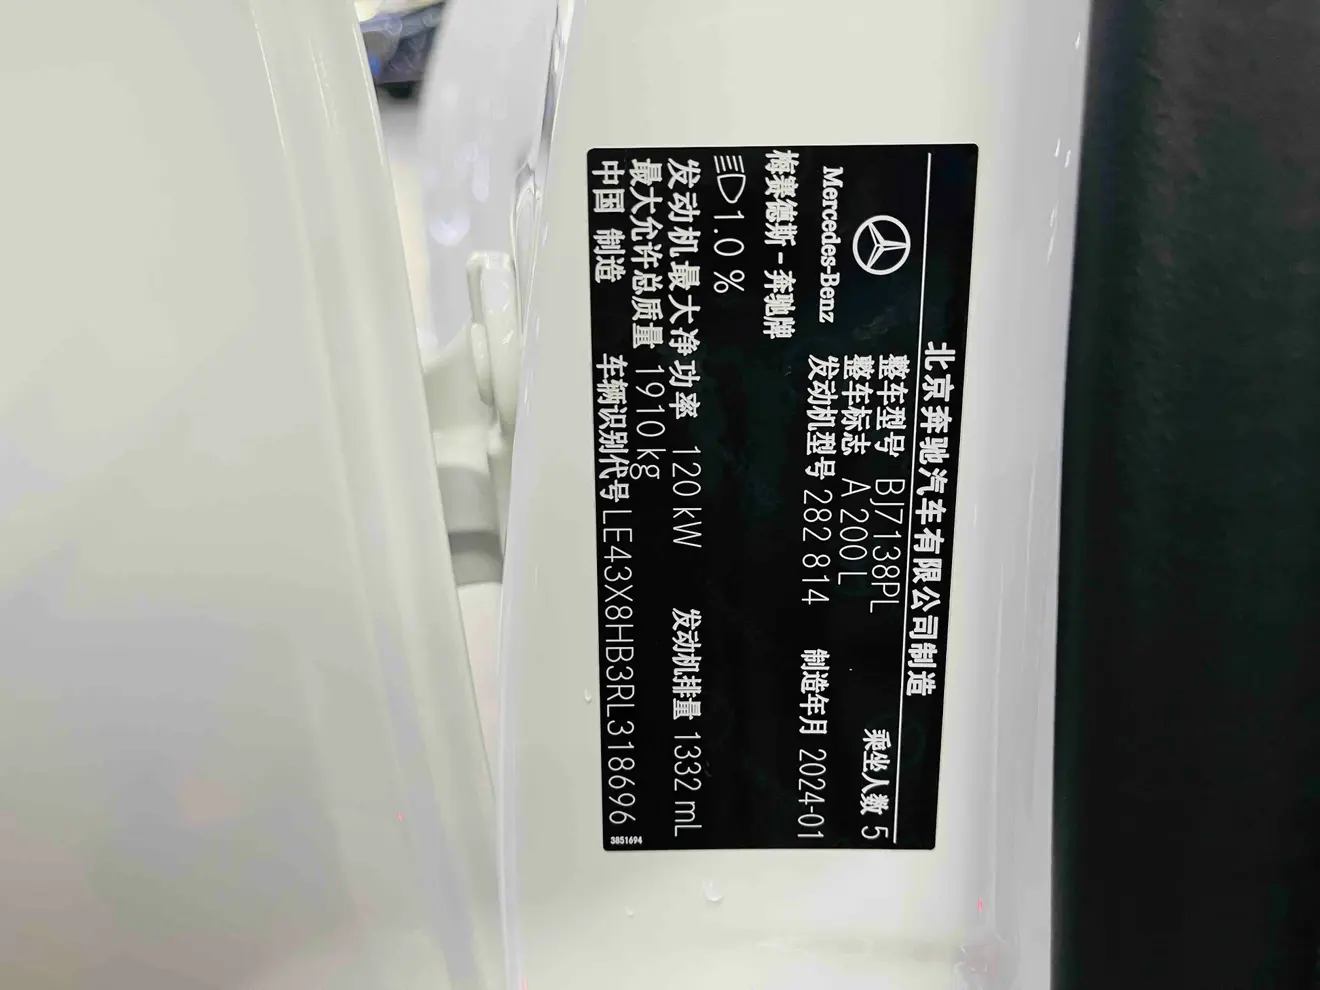 北京奔驰汽车有限公司制造
Mercedes-Benz
整车型号 BJ7138PL 乘坐人数 5
整车标志 A 200 L
发动机型号 282 814 制造年月 2024-01
梅赛德斯-奔驰牌
1.0 %
发动机最大净功率 120 kW 发动机排量 1332 mL
最大允许总质量 1910 kg
中国 制造 车辆识别代号 LE43X8HB3RL318696
3851694